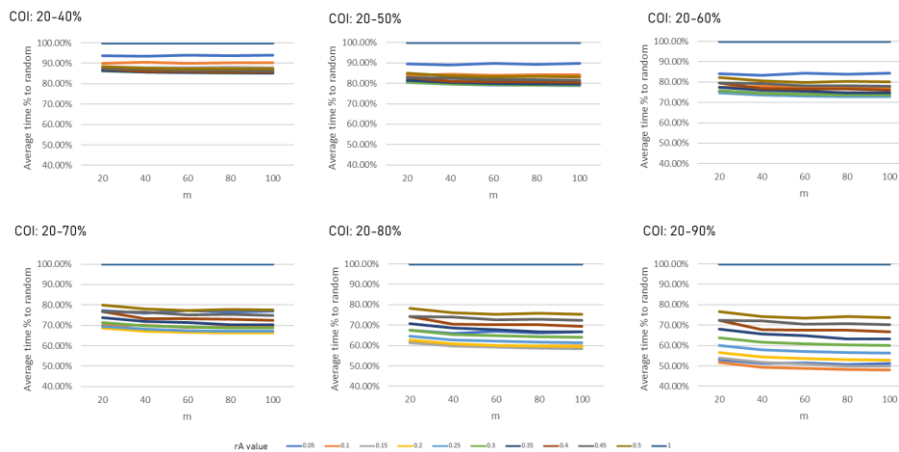 COI: 20-40%
Average time % to random
100.00%
90.00%
80.00%
70.00%
60.00%
50.00%
40.00%
20 40 60 80 100
m
COI: 20-50%
Average time % to random
100.00%
90.00%
80.00%
70.00%
60.00%
50.00%
40.00%
20 40 60 80 100
m
COI: 20-60%
Average time % to random
100.00%
90.00%
80.00%
70.00%
60.00%
50.00%
40.00%
20 40 60 80 100
m
COI: 20-70%
Average time % to random
100.00%
90.00%
80.00%
70.00%
60.00%
50.00%
40.00%
20 40 60 80 100
m
COI: 20-80%
Average time % to random
100.00%
90.00%
80.00%
70.00%
60.00%
50.00%
40.00%
20 40 60 80 100
m
COI: 20-90%
Average time % to random
100.00%
90.00%
80.00%
70.00%
60.00%
50.00%
40.00%
20 40 60 80 100
m
rA value 0.05 0.1 0.15 0.2 0.25 0.3 0.35 0.4 0.45 0.5 1